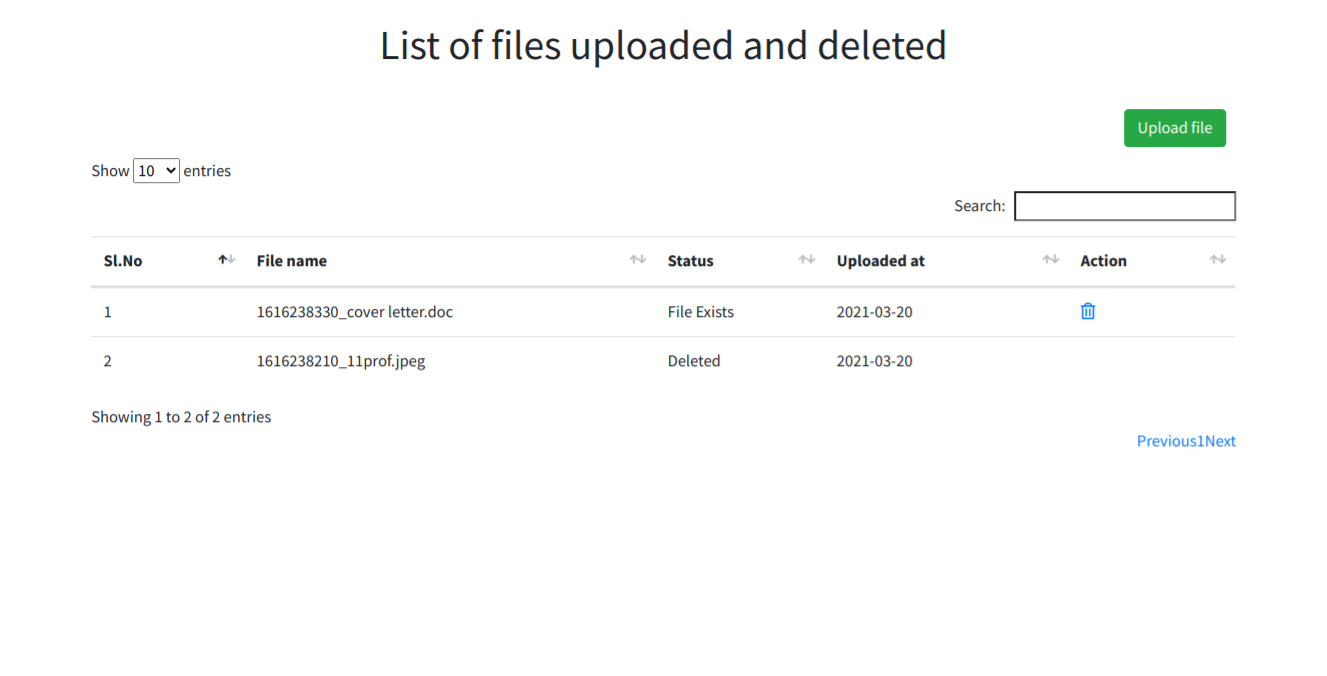 List of files uploaded and deleted
Upload file
Show 10 entries
Search:
Sl.No File name Status Uploaded at Action
1 1616238330_cover letter.doc File Exists 2021-03-20
2 1616238210_11prof.jpeg Deleted 2021-03-20
Showing 1 to 2 of 2 entries
Previous1Next